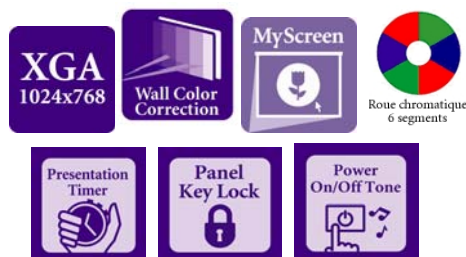 XGA
1024x768
Wall Color
Correction
MyScreen
Roue chromatique
6 segments
Presentation
Timer
Panel
Key Lock
Power
On/Off Tone